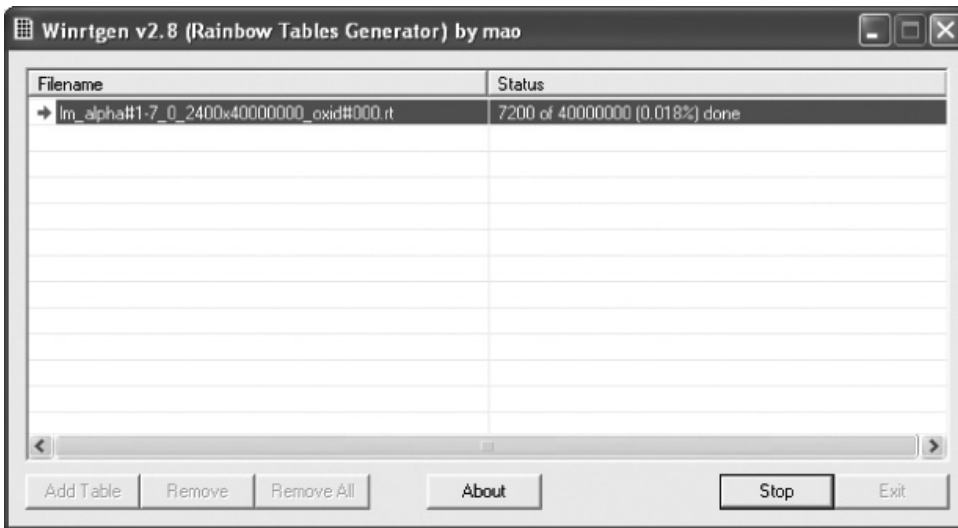 Winrtgen v2.8 (Rainbow Tables Generator) by mao
Filename Status
lm_alpha#1-7_0_2400x40000000_oxid#000.rt 7200 of 40000000 (0.018%) done
Add Table Remove Remove All About Stop Exit